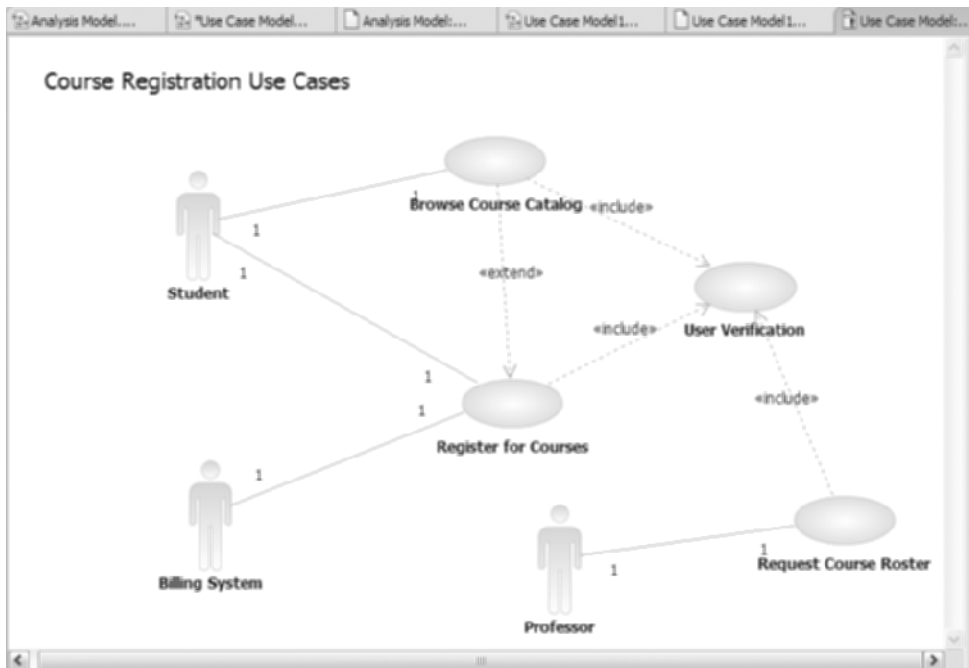 Analysis Model....
*Use Case Model...
Analysis Model:...
Use Case Model1...
Use Case Model1...
Use Case Model:...
Course Registration Use Cases
1
Browse Course Catalog
«include»
1
1
Student
«extend»
User Verification
«include»
1
1
«include»
Register for Courses
1
Billing System
1
Request Course Roster
1
Professor